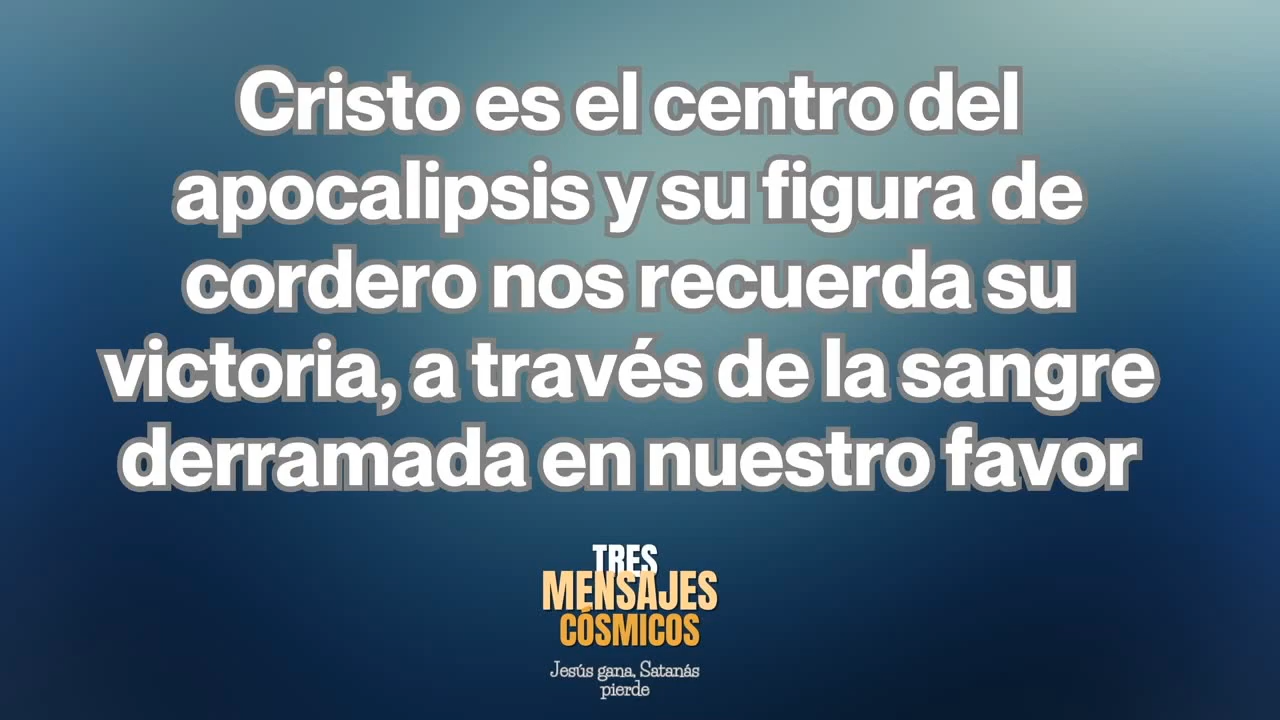 Cristo es el centro del
apocalipsis y su figura de
cordero nos recuerda su
victoria, a través de la sangre
derramada en nuestro favor
TRES
MENSAJES
CÓSMICOS
Jesús gana, Satanás
pierde